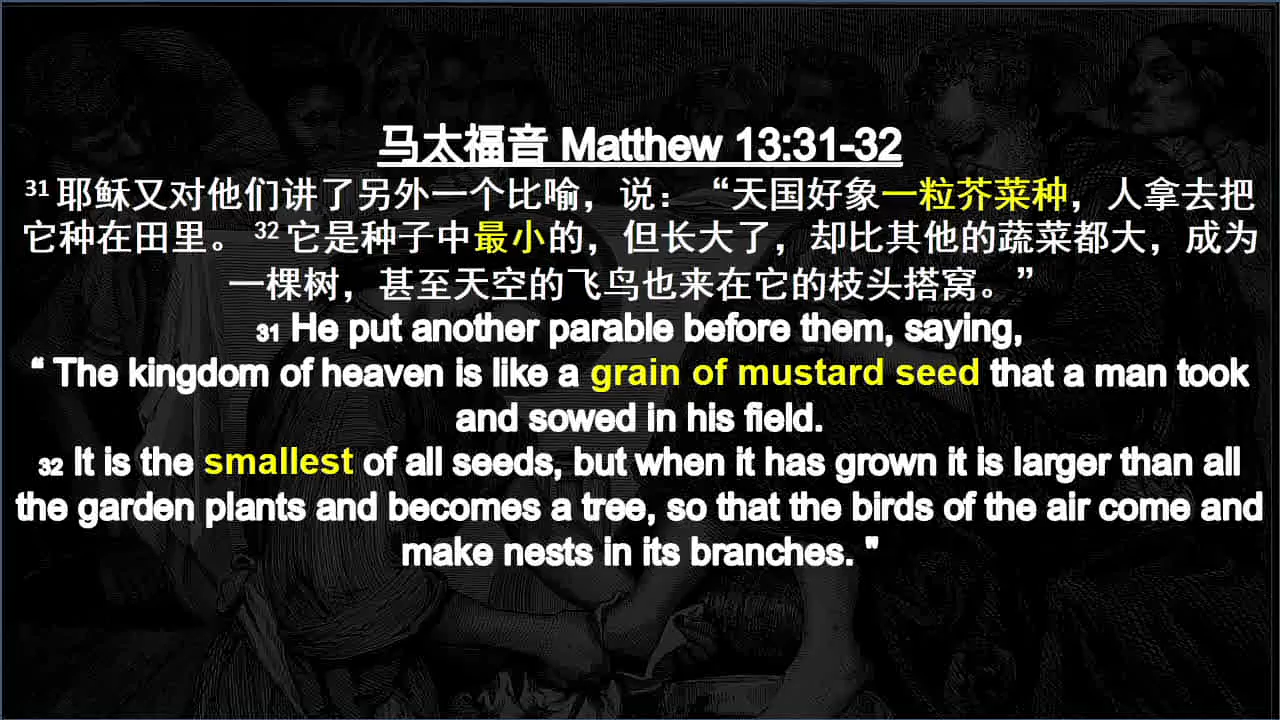 马太福音 Matthew 13:31-32
31 耶稣又对他们讲了另外一个比喻，说：“天国好象一粒芥菜种，人拿去把
它种在田里。 32 它是种子中最小的，但长大了，却比其他的蔬菜都大，成为
一棵树，甚至天空的飞鸟也来在它的枝头搭窝。”
31 He put another parable before them, saying,
“ The kingdom of heaven is like a grain of mustard seed that a man took
and sowed in his field.
32 It is the smallest of all seeds, but when it has grown it is larger than all
the garden plants and becomes a tree, so that the birds of the air come and
make nests in its branches. "